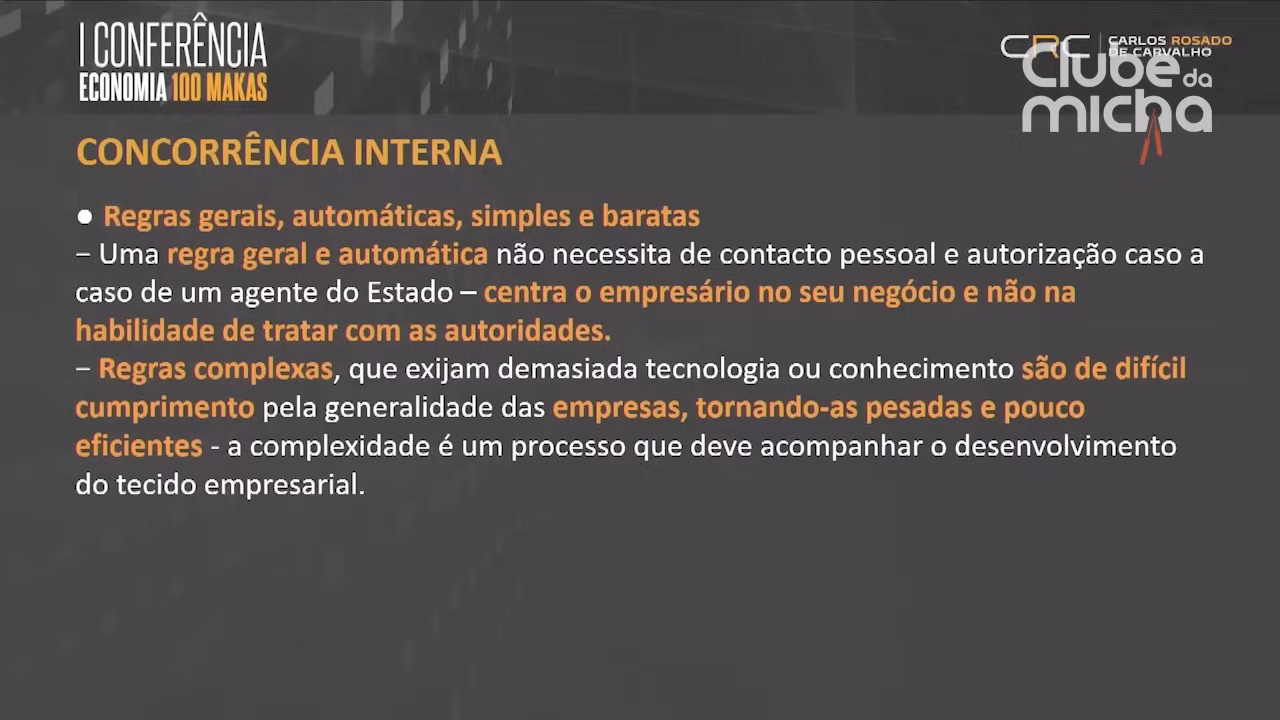 I CONFERÊNCIA
ECONOMIA 100 MAKAS
CRC CARLOS ROSADO
DE CARVALHO
Clube da
micha
CONCORRÊNCIA INTERNA
● Regras gerais, automáticas, simples e baratas
– Uma regra geral e automática não necessita de contacto pessoal e autorização caso a
caso de um agente do Estado – centra o empresário no seu negócio e não na
habilidade de tratar com as autoridades.
– Regras complexas, que exijam demasiada tecnologia ou conhecimento são de difícil
cumprimento pela generalidade das empresas, tornando-as pesadas e pouco
eficientes - a complexidade é um processo que deve acompanhar o desenvolvimento
do tecido empresarial.